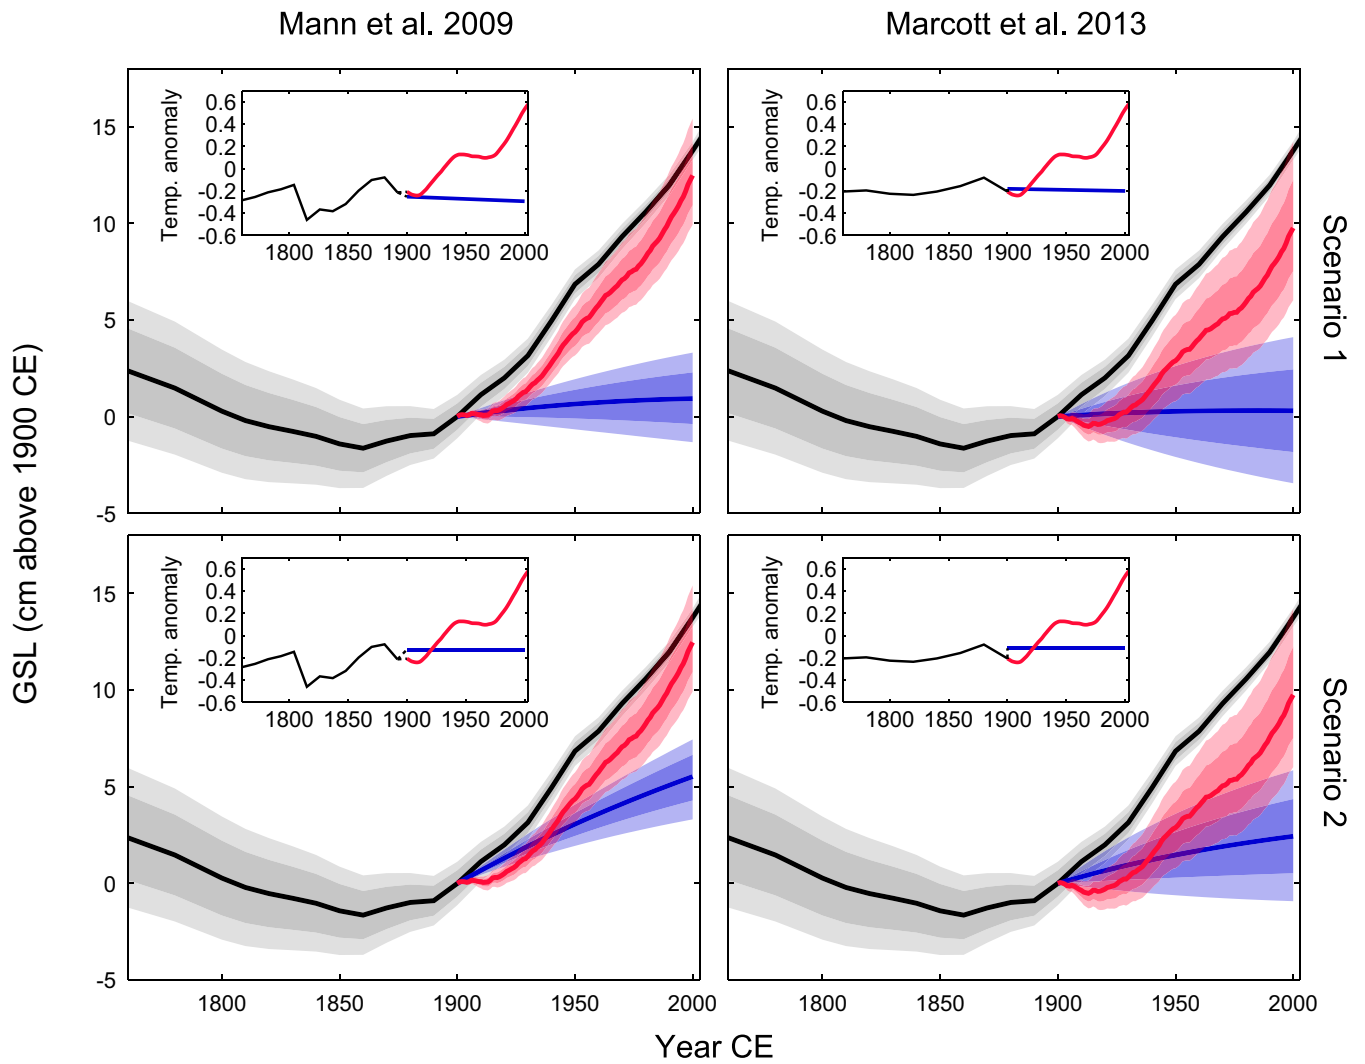 Mann et al. 2009
Marcott et al. 2013
GSL (cm above 1900 CE)
15
10
5
0
-5
Temp. anomaly
0.6
0.4
0.2
0
-0.2
-0.4
-0.6
1800 1850 1900 1950 2000
Temp. anomaly
0.6
0.4
0.2
0
-0.2
-0.4
-0.6
1800 1850 1900 1950 2000
Scenario 1
15
10
5
0
-5
Temp. anomaly
0.6
0.4
0.2
0
-0.2
-0.4
-0.6
1800 1850 1900 1950 2000
Temp. anomaly
0.6
0.4
0.2
0
-0.2
-0.4
-0.6
1800 1850 1900 1950 2000
Scenario 2
1800 1850 1900 1950 2000
1800 1850 1900 1950 2000
Year CE